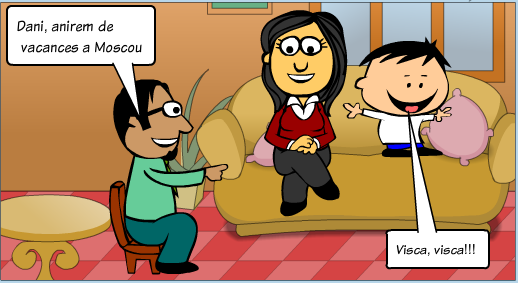 Dani, anirem de
vacances a Moscou
Visca, visca!!!